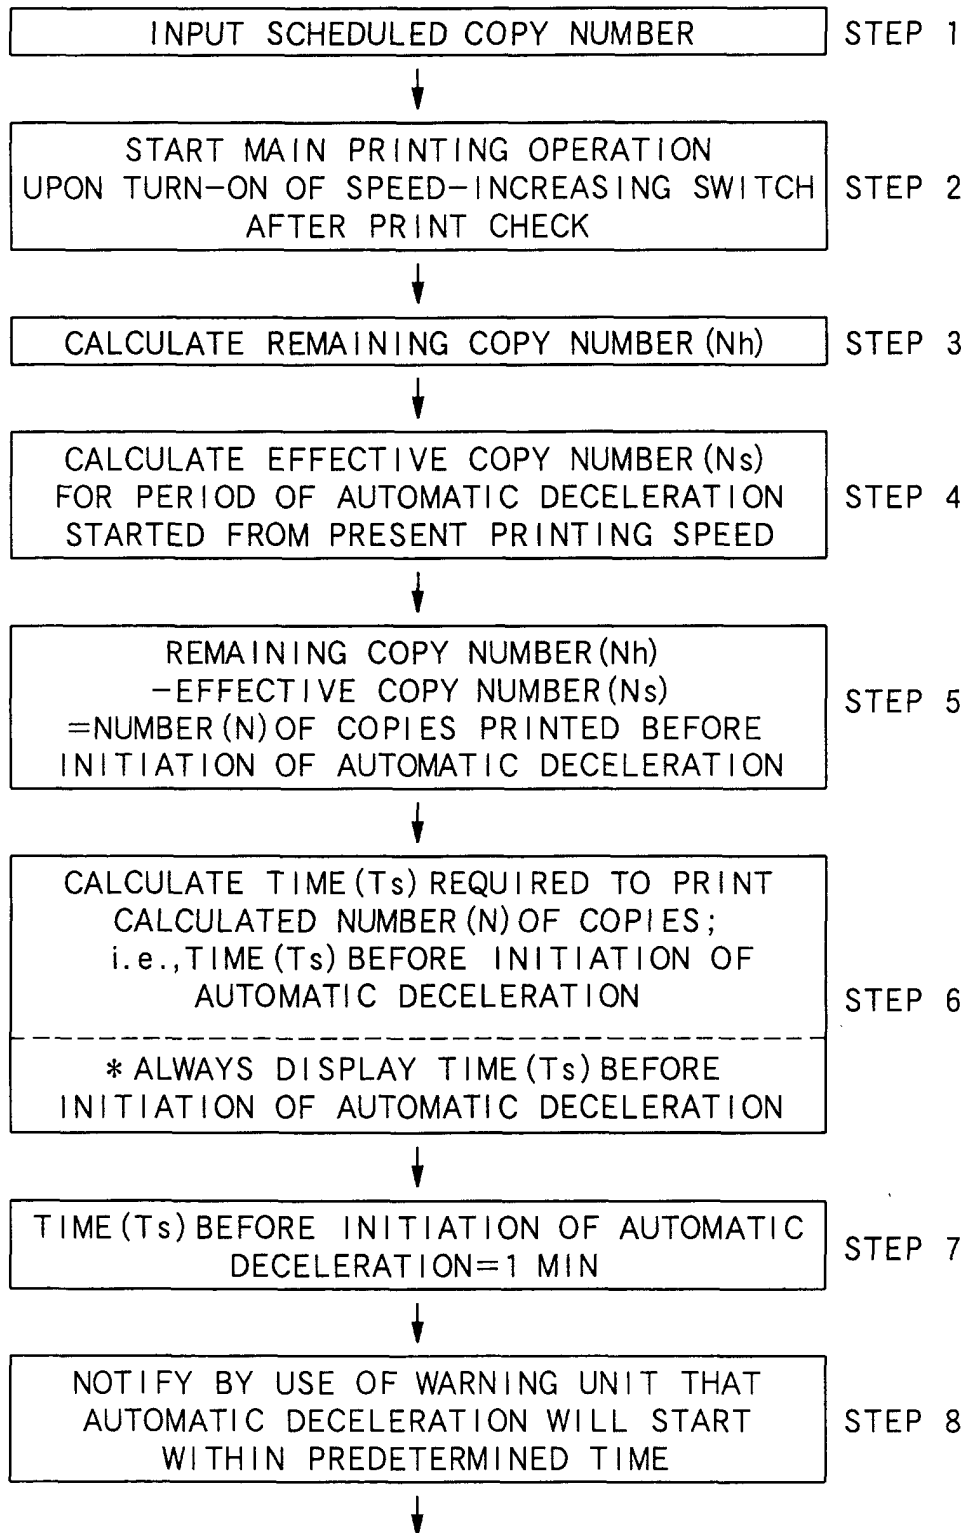 INPUT SCHEDULED COPY NUMBER STEP 1
START MAIN PRINTING OPERATION
UPON TURN-ON OF SPEED-INCREASING SWITCH STEP 2
AFTER PRINT CHECK
CALCULATE REMAINING COPY NUMBER(Nh) STEP 3
CALCULATE EFFECTIVE COPY NUMBER(Ns)
FOR PERIOD OF AUTOMATIC DECELERATION STEP 4
STARTED FROM PRESENT PRINTING SPEED
REMAINING COPY NUMBER(Nh)
-EFFECTIVE COPY NUMBER(Ns) STEP 5
=NUMBER(N)OF COPIES PRINTED BEFORE
INITIATION OF AUTOMATIC DECELERATION
CALCULATE TIME(Ts)REQUIRED TO PRINT
CALCULATED NUMBER(N)OF COPIES;
i.e.,TIME(Ts)BEFORE INITIATION OF
AUTOMATIC DECELERATION STEP 6
*ALWAYS DISPLAY TIME(Ts)BEFORE
INITIATION OF AUTOMATIC DECELERATION
TIME(Ts)BEFORE INITIATION OF AUTOMATIC STEP 7
DECELERATION=1 MIN
NOTIFY BY USE OF WARNING UNIT THAT
AUTOMATIC DECELERATION WILL START STEP 8
WITHIN PREDETERMINED TIME